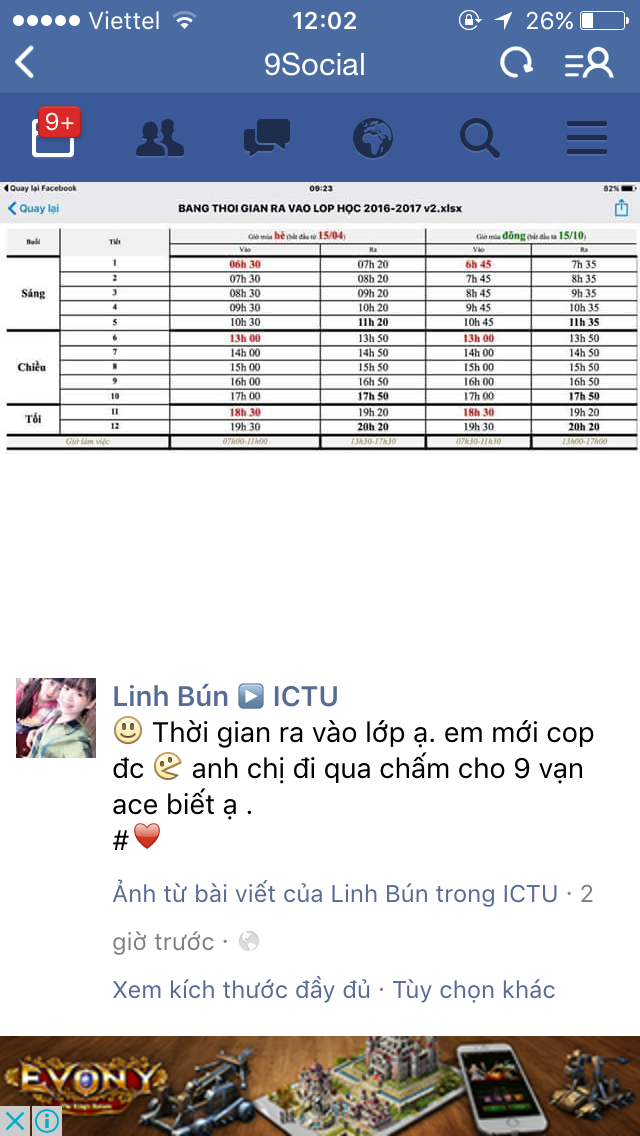 Viettel 12:02 26%
9Social
9+
Quay lại Facebook 09:23 82%
Quay lại BANG THOI GIAN RA VAO LOP HỌC 2016-2017 v2.xlsx
Buổi Tiết Giờ mùa hè (bắt đầu từ 15/04) Giờ mùa đông (bắt đầu từ 15/10)
Vào Ra Vào Ra
Sáng
1 06h 30 07h 20 6h 45 7h 35
2 07h 30 08h 20 7h 45 8h 35
3 08h 30 09h 20 8h 45 9h 35
4 09h 30 10h 20 9h 45 10h 35
5 10h 30 11h 20 10h 45 11h 35
Chiều
6 13h 00 13h 50 13h 00 13h 50
7 14h 00 14h 50 14h 00 14h 50
8 15h 00 15h 50 15h 00 15h 50
9 16h 00 16h 50 16h 00 16h 50
10 17h 00 17h 50 17h 00 17h 50
Tối
11 18h 30 19h 20 18h 30 19h 20
12 19h 30 20h 20 19h 30 20h 20
Giờ làm việc 07h00-11h00 13h30-17h30 07h30-11h30 13h00-17h00
Linh Bún ▶ ICTU
Thời gian ra vào lớp ạ. em mới cop
đc anh chị đi qua chấm cho 9 vạn
ace biết ạ .
#
Ảnh từ bài viết của Linh Bún trong ICTU · 2
giờ trước ·
Xem kích thước đầy đủ · Tùy chọn khác
EVONY